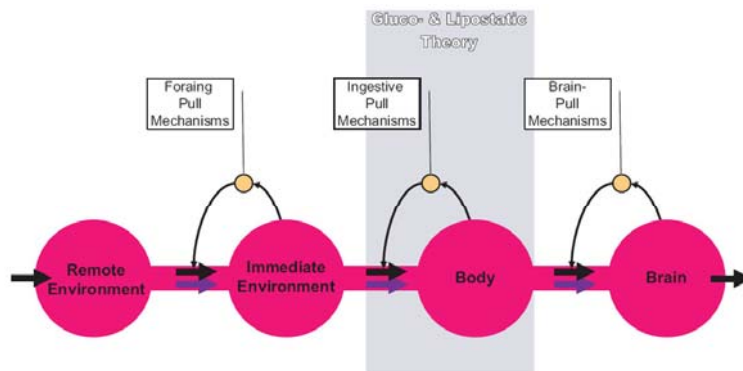 Gluco- & Lipostatic
Theory
Foraing
Pull
Mechanisms
Ingestive
Pull
Mechanisms
Brain-
Pull
Mechanisms
Remote
Environment
Immediate
Environment
Body
Brain